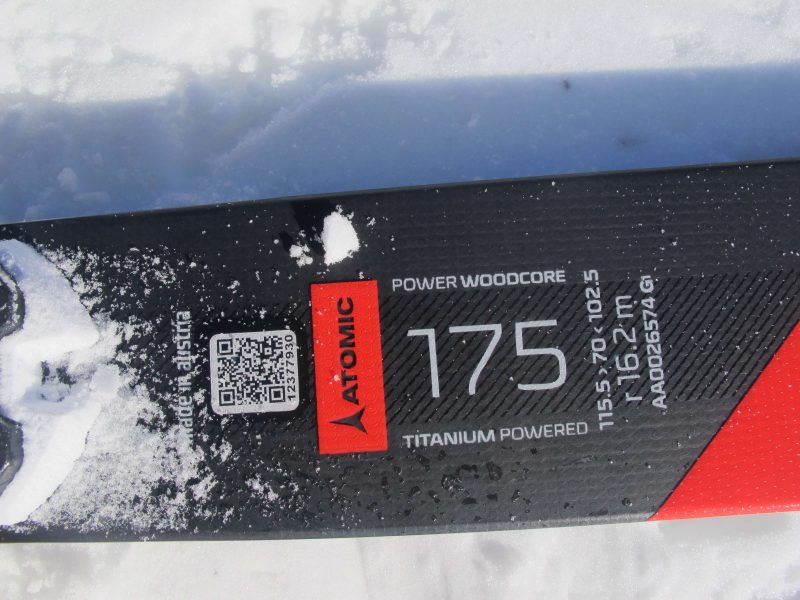 made in austria
12377930
ATOMIC
POWER WOODCORE
175
TITANIUM POWERED
115.5 >70 < 102.5
r 16.2 m
AA0026574 G1